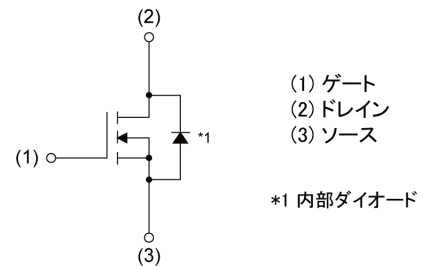 (2)
(1) ゲート
(2) ドレイン
(3) ソース
*1
(1)
*1 内部ダイオード
(3)